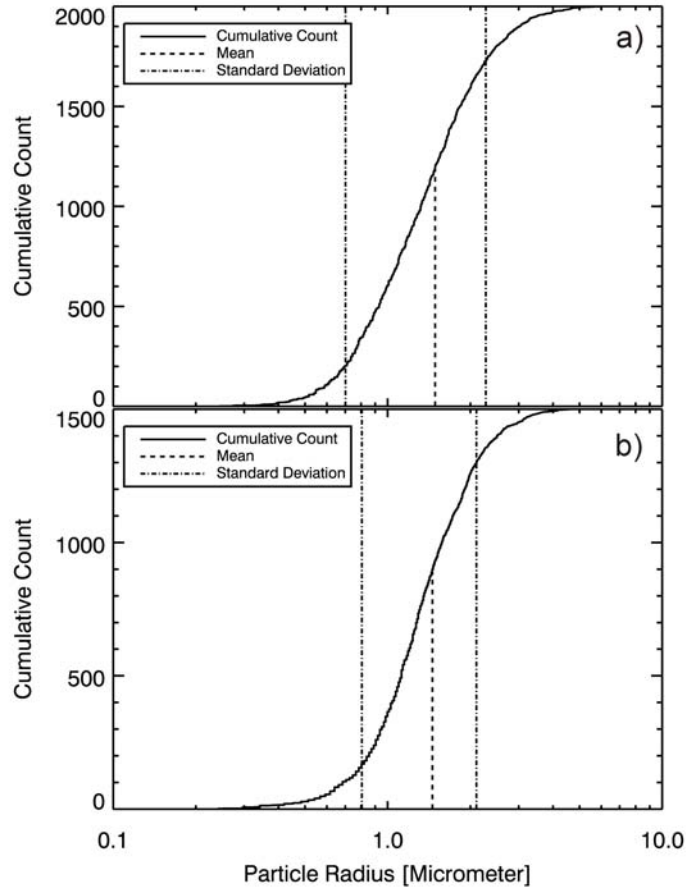 2000
1500
1000
500
0
Cumulative Count
Cumulative Count
Mean
Standard Deviation
a)
1500
1000
500
0
Cumulative Count
Cumulative Count
Mean
Standard Deviation
b)
0.1 1.0 10.0
Particle Radius [Micrometer]